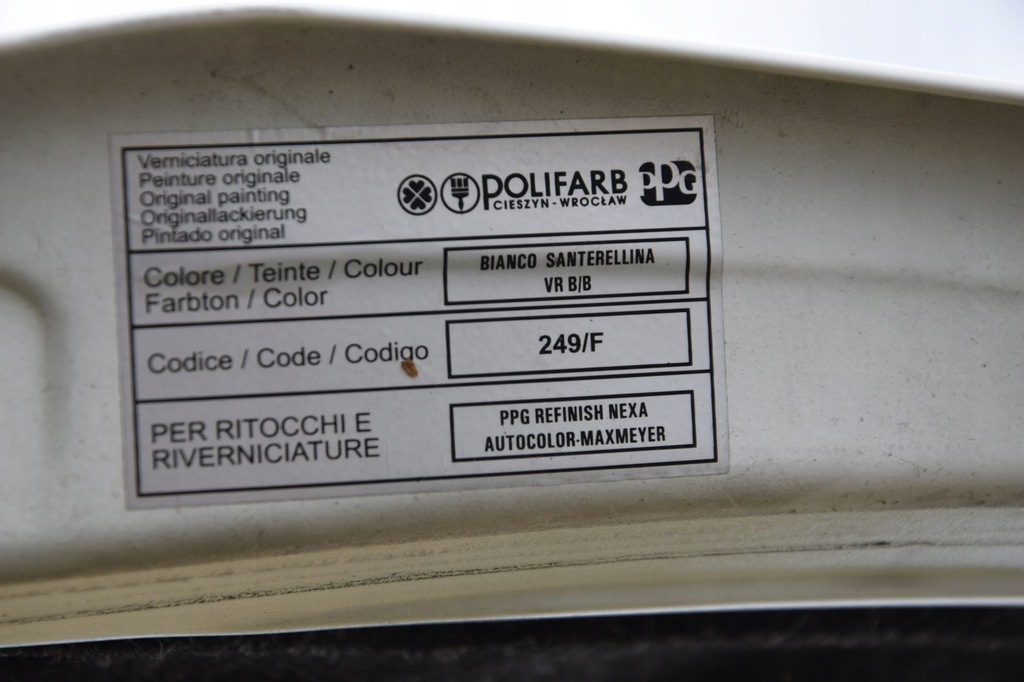 Verniciatura originale
Peinture originale
Original painting
Originallackierung
Pintado original
POLIFARB
CIESZYN - WROCŁAW
PPG
Colore / Teinte / Colour
Farbton / Color
BIANCO SANTERELLINA
VR B/B
Codice / Code / Codigo
249/F
PER RITOCCHI E
RIVERNICIATURE
PPG REFINISH NEXA
AUTOCOLOR-MAXMEYER